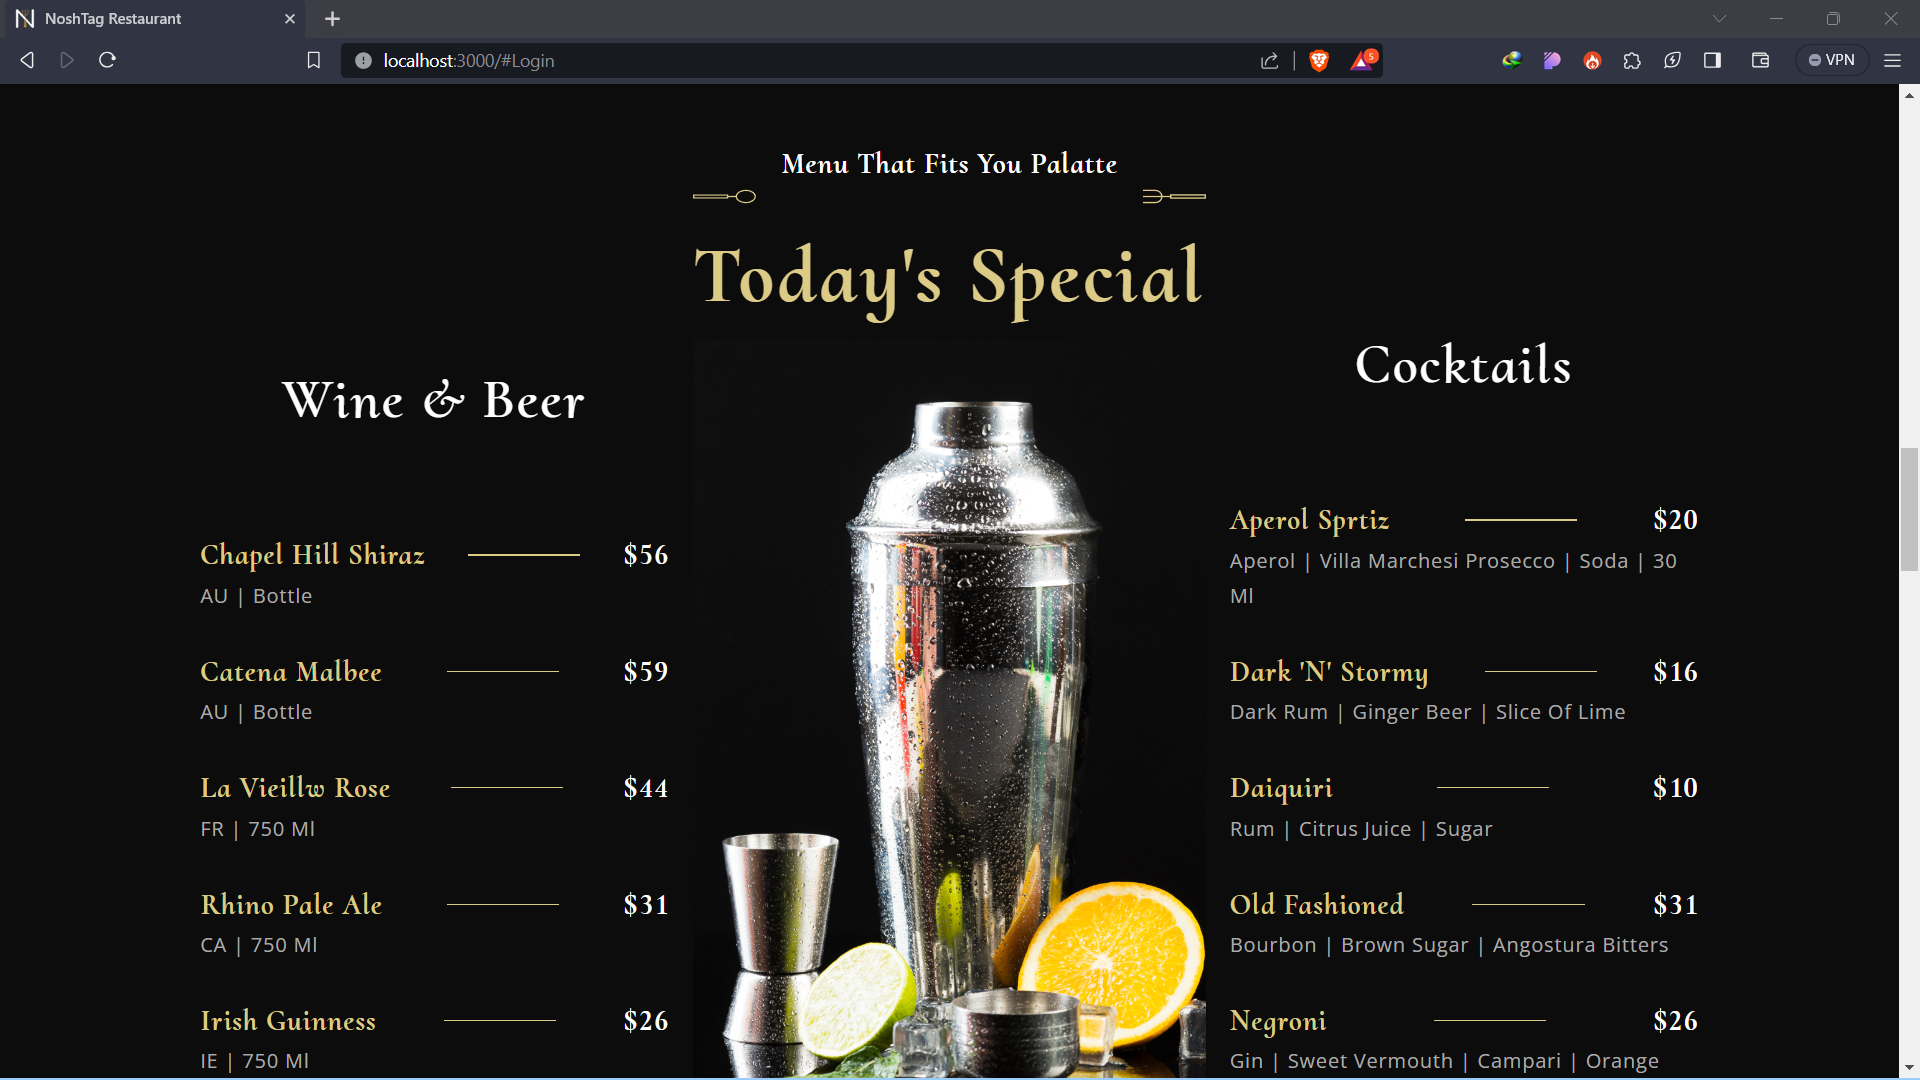 NoshTag Restaurant
localhost:3000/#Login
5
VPN
Menu That Fits You Palatte
Today's Special
Wine & Beer
Chapel Hill Shiraz $56
AU | Bottle
Catena Malbee $59
AU | Bottle
La Vieillw Rose $44
FR | 750 Ml
Rhino Pale Ale $31
CA | 750 Ml
Irish Guinness $26
IE | 750 Ml
Cocktails
Aperol Sprtiz $20
Aperol | Villa Marchesi Prosecco | Soda | 30
Ml
Dark 'N' Stormy $16
Dark Rum | Ginger Beer | Slice Of Lime
Daiquiri $10
Rum | Citrus Juice | Sugar
Old Fashioned $31
Bourbon | Brown Sugar | Angostura Bitters
Negroni $26
Gin | Sweet Vermouth | Campari | Orange